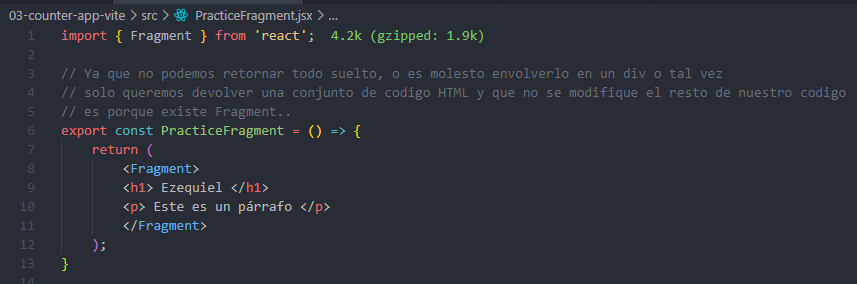 03-counter-app-vite > src > PracticeFragment.jsx > ...
1 import { Fragment } from 'react'; 4.2k (gzipped: 1.9k)
2
3 // Ya que no podemos retornar todo suelto, o es molesto envolverlo en un div o tal vez
4 // solo queremos devolver una conjunto de codigo HTML y que no se modifique el resto de nuestro codigo
5 // es porque existe Fragment..
6 export const PracticeFragment = () => {
7 return (
8 <Fragment>
9 <h1> Ezequiel </h1>
10 <p> Este es un párrafo </p>
11 </Fragment>
12 );
13 }
14